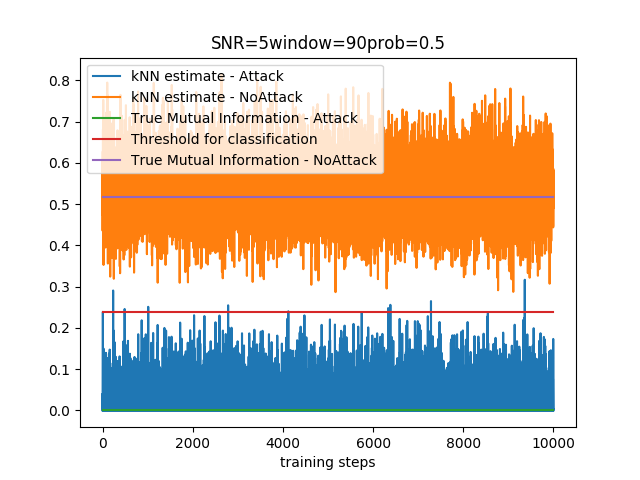 SNR=5window=90prob=0.5
kNN estimate - Attack
kNN estimate - NoAttack
True Mutual Information - Attack
Threshold for classification
True Mutual Information - NoAttack
0.8
0.7
0.6
0.5
0.4
0.3
0.2
0.1
0.0
0 2000 4000 6000 8000 10000
training steps